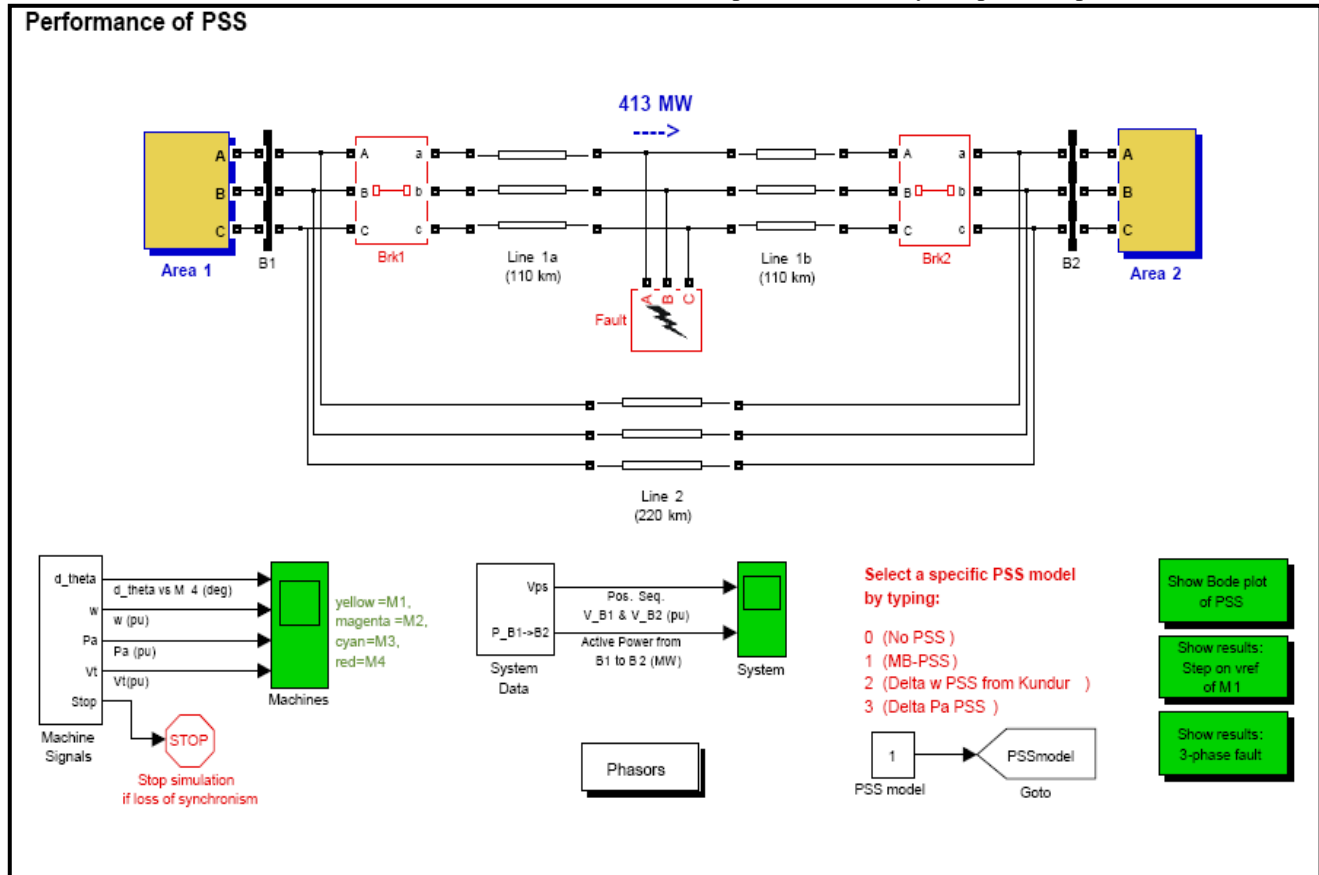 Performance of PSS
413 MW
---->
A
B
C
Area 1
B1
A a
B b
C c
Brk1
Line 1a
(110 km)
A B C
Fault
Line 1b
(110 km)
A a
B b
C c
Brk2
B2
A
B
C
Area 2
Line 2
(220 km)
d_theta
w
Pa
Vt
Stop
Machine
Signals
d_theta vs M 4 (deg)
w (pu)
Pa (pu)
Vt(pu)
yellow =M1,
magenta =M2,
cyan=M3,
red=M4
Machines
STOP
Stop simulation
if loss of synchronism
Vps
P_B1->B2
System
Data
Pos. Seq.
V_B1 & V_B2 (pu)
Active Power from
B1 to B2 (MW)
System
Phasors
Select a specific PSS model
by typing:
0 (No PSS )
1 (MB-PSS)
2 (Delta w PSS from Kundur )
3 (Delta Pa PSS )
1
PSS model
PSSmodel
Goto
Show Bode plot
of PSS
Show results:
Step on vref
of M1
Show results:
3-phase fault